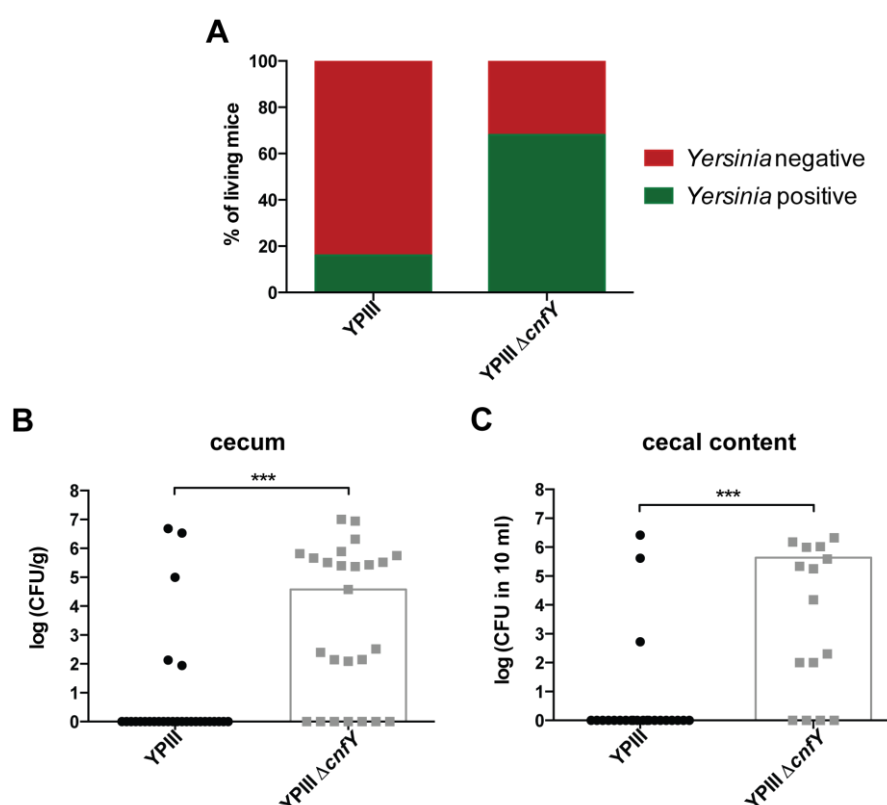 A
100
80
60
40
20
0
% of living mice
YPIII
YPIII ΔcnfY
Yersinia negative
Yersinia positive
B
cecum
***
8
7
6
5
4
3
2
1
0
log (CFU/g)
YPIII
YPIII ΔcnfY
C
cecal content
***
8
7
6
5
4
3
2
1
0
log (CFU in 10 ml)
YPIII
YPIII ΔcnfY